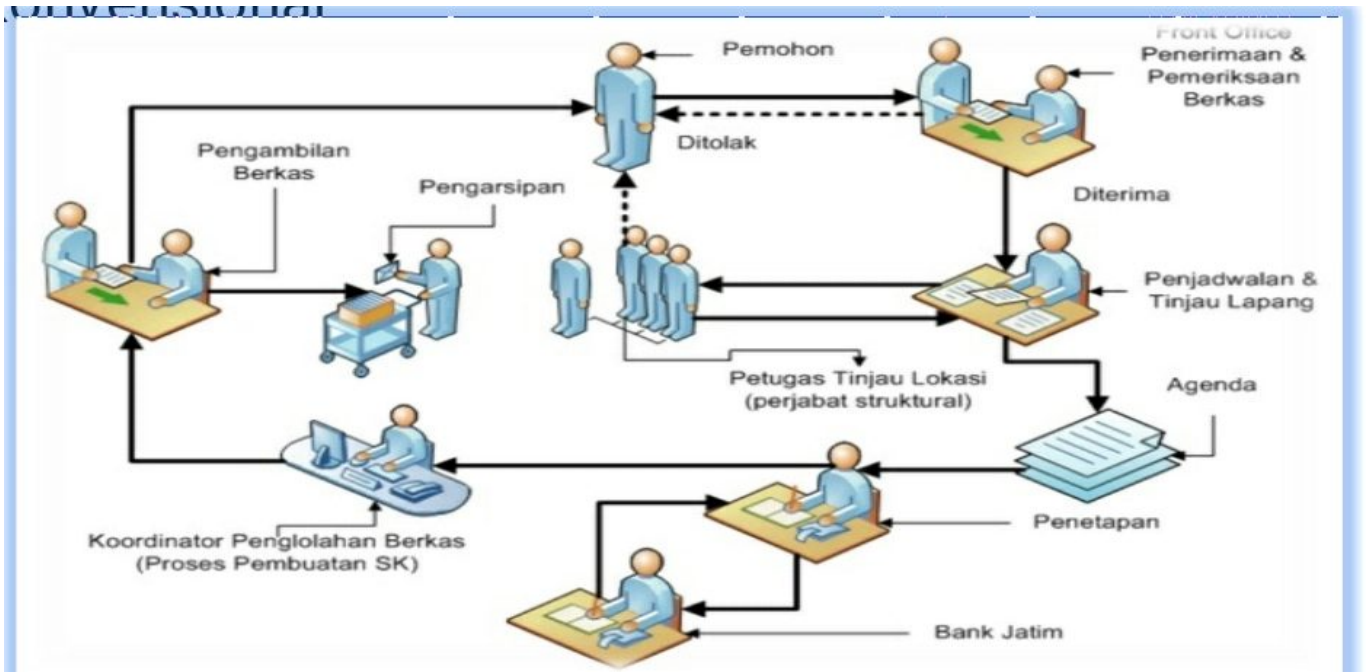 Konvensional
Pemohon
Front Office
Penerimaan &
Pemeriksaan
Berkas
Ditolak
Pengambilan
Berkas
Pengarsipan
Diterima
Penjadwalan &
Tinjau Lapang
Petugas Tinjau Lokasi
(perjabat struktural)
Agenda
Koordinator Penglolahan Berkas
(Proses Pembuatan SK)
Penetapan
Bank Jatim